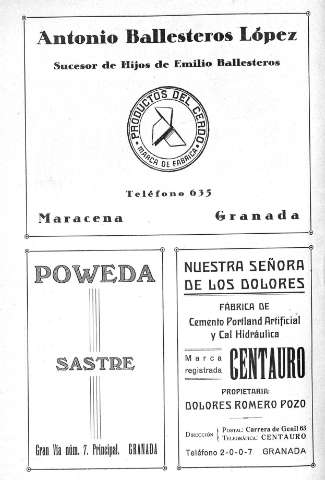 Antonio Ballesteros López
Sucesor de Hijos de Emilio Ballesteros
PRODUCTOS DEL CERDO
MARCA DE FABRICA
Teléfono 635
Maracena Granada
POWEDA
SASTRE
Gran Vía núm. 7. Principal. GRANADA
NUESTRA SEÑORA
DE LOS DOLORES
FÁBRICA DE
Cemento Portland Artificial
y Cal Hidráulica
Marca
registrada CENTAURO
PROPIETARIA:
DOLORES ROMERO POZO
DIRECCIÓN POSTAL: Carrera de Genil 63
TELEGRÁFICA: CENTAURO
Teléfono 2-0-0-7 GRANADA